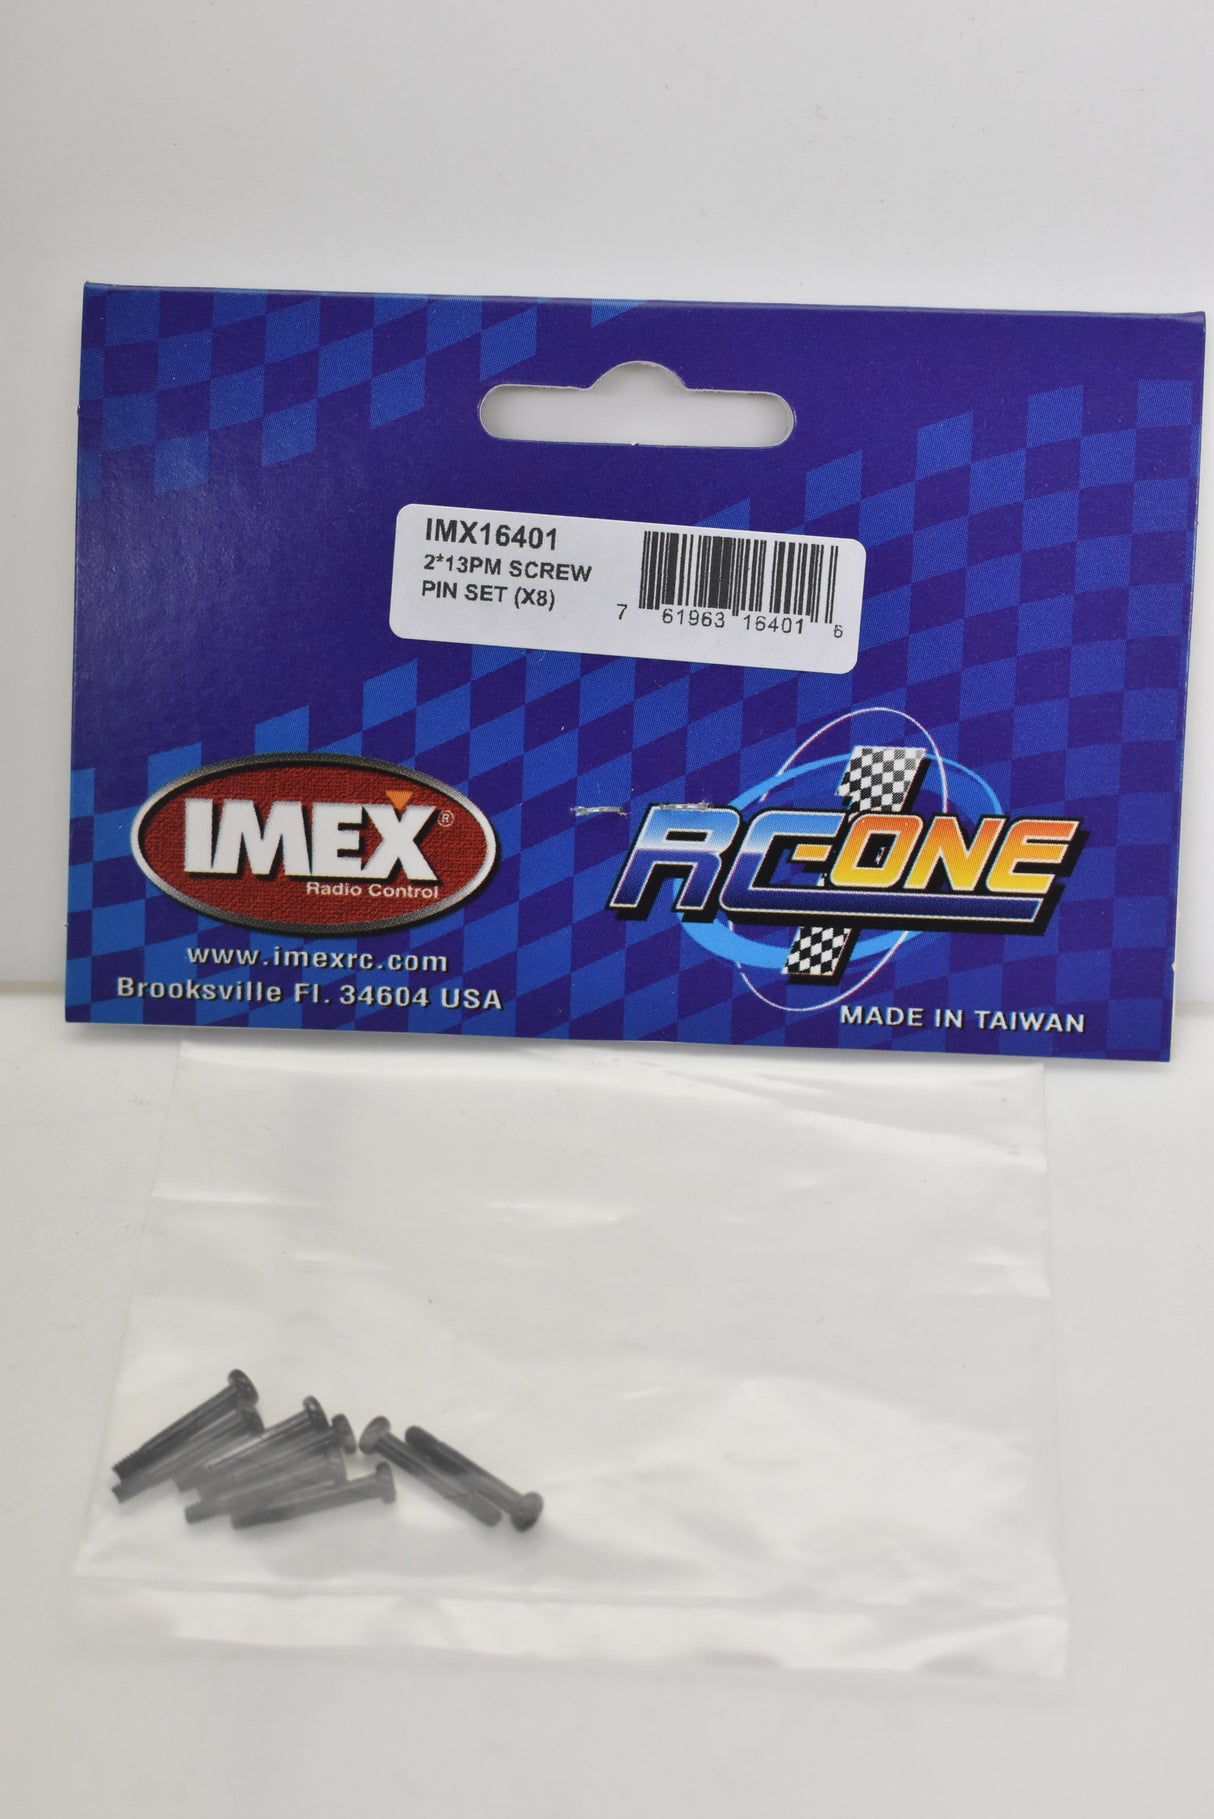 IMX16401
2*13PM SCREW
PIN SET (X8)
7 61963 16401 6
IMEX®
Radio Control
www.imexrc.com
Brooksville Fl. 34604 USA
RC-ONE
MADE IN TAIWAN